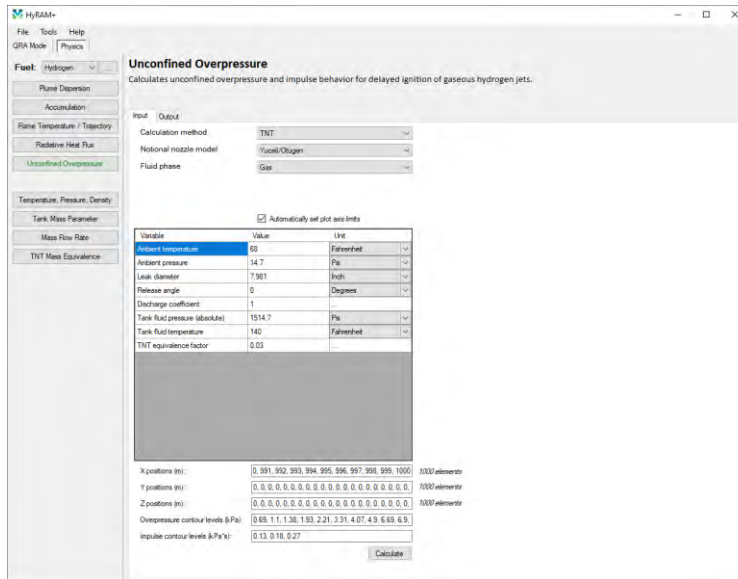 HyRAM+
File Tools Help
QRA Mode Physics
Fuel: Hydrogen ...
Plume Dispersion
Accumulation
Flame Temperature / Trajectory
Radiative Heat Flux
Unconfined Overpressure
Temperature, Pressure, Density
Tank Mass Parameter
Mass Flow Rate
TNT Mass Equivalence
Unconfined Overpressure
Calculates unconfined overpressure and impulse behavior for delayed ignition of gaseous hydrogen jets.
Input Output
Calculation method TNT
Notional nozzle model Yuceil/Otugen
Fluid phase Gas
Automatically set plot axis limits
Variable Value Unit
Ambient temperature 68 Fahrenheit
Ambient pressure 14.7 Psi
Leak diameter 7.981 Inch
Release angle 0 Degrees
Discharge coefficient 1 ...
Tank fluid pressure (absolute) 1514.7 Psi
Tank fluid temperature 140 Fahrenheit
TNT equivalence factor 0.03 ...
X positions (m): 0, 991, 992, 993, 994, 995, 996, 997, 998, 999, 1000 1000 elements
Y positions (m): 0, 0, 0, 0, 0, 0, 0, 0, 0, 0, 0, 0, 0, 0, 0, 0, 0, 0, 0, 0, 0, 1000 elements
Z positions (m): 0, 0, 0, 0, 0, 0, 0, 0, 0, 0, 0, 0, 0, 0, 0, 0, 0, 0, 0, 0, 0, 1000 elements
Overpressure contour levels (kPa): 0.69, 1.1, 1.38, 1.93, 2.21, 3.31, 4.07, 4.9, 6.69, 6.9,
Impulse contour levels (kPa*s): 0.13, 0.18, 0.27
Calculate